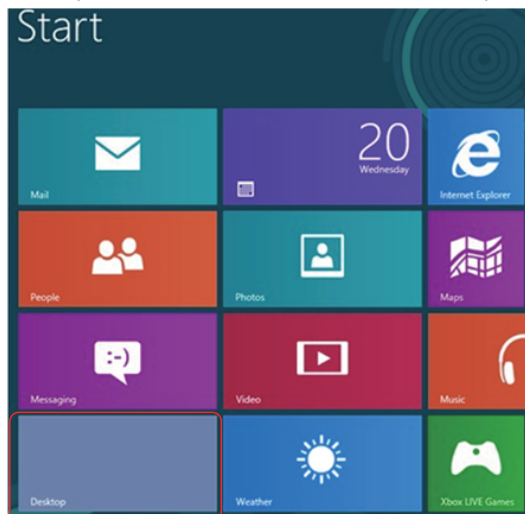 Start
20
Wednesday
Mail
Internet Explorer
People
Photos
Maps
:-)
Messaging
Video
Music
Desktop
Weather
Xbox LIVE Games